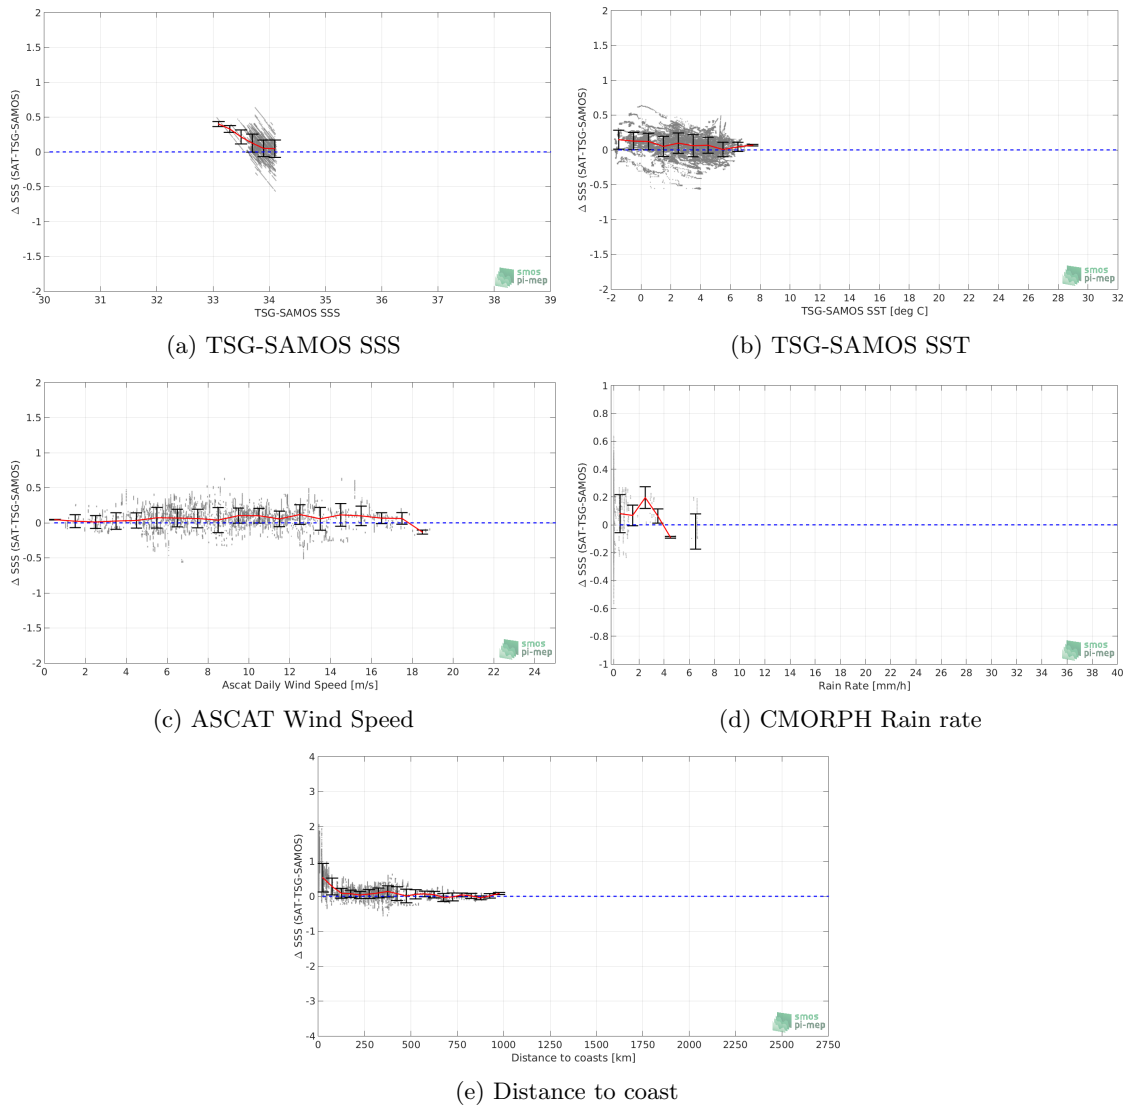 2
1.5
1
0.5
0
-0.5
-1
-1.5
-2
Δ SSS (SAT-TSG-SAMOS)
30 31 32 33 34 35 36 37 38 39
TSG-SAMOS SSS
smos
pi-mep
(a) TSG-SAMOS SSS
2
1.5
1
0.5
0
-0.5
-1
-1.5
-2
Δ SSS (SAT-TSG-SAMOS)
-2 0 2 4 6 8 10 12 14 16 18 20 22 24 26 28 30 32
TSG-SAMOS SST [deg C]
smos
pi-mep
(b) TSG-SAMOS SST
2
1.5
1
0.5
0
-0.5
-1
-1.5
-2
Δ SSS (SAT-TSG-SAMOS)
0 2 4 6 8 10 12 14 16 18 20 22 24
Ascat Daily Wind Speed [m/s]
smos
pi-mep
(c) ASCAT Wind Speed
1
0.8
0.6
0.4
0.2
0
-0.2
-0.4
-0.6
-0.8
-1
Δ SSS (SAT-TSG-SAMOS)
0 2 4 6 8 10 12 14 16 18 20 22 24 26 28 30 32 34 36 38 40
Rain Rate [mm/h]
smos
pi-mep
(d) CMORPH Rain rate
4
3
2
1
0
-1
-2
-3
-4
Δ SSS (SAT-TSG-SAMOS)
0 250 500 750 1000 1250 1500 1750 2000 2250 2500 2750
Distance to coasts [km]
smos
pi-mep
(e) Distance to coast